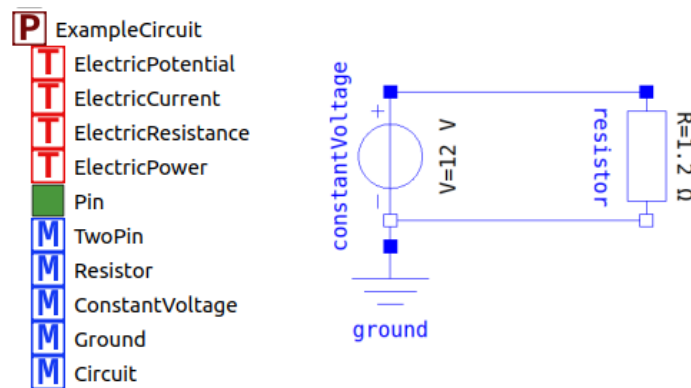 P ExampleCircuit
T ElectricPotential
T ElectricCurrent
T ElectricResistance
T ElectricPower
Pin
M TwoPin
M Resistor
M ConstantVoltage
M Ground
M Circuit
constantVoltage
+
-
V=12 V
resistor
R=1.2 Ω
ground